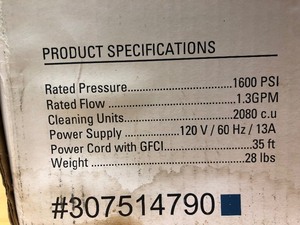 PRODUCT SPECIFICATIONS
Rated Pressure..............................1600 PSI
Rated Flow ....................................1.3GPM
Cleaning Units..............................2080 c.u
Power Supply ..............120 V / 60 Hz / 13A
Power Cord with GFCI.........................35 ft
Weight ..........................................28 lbs
#307514790